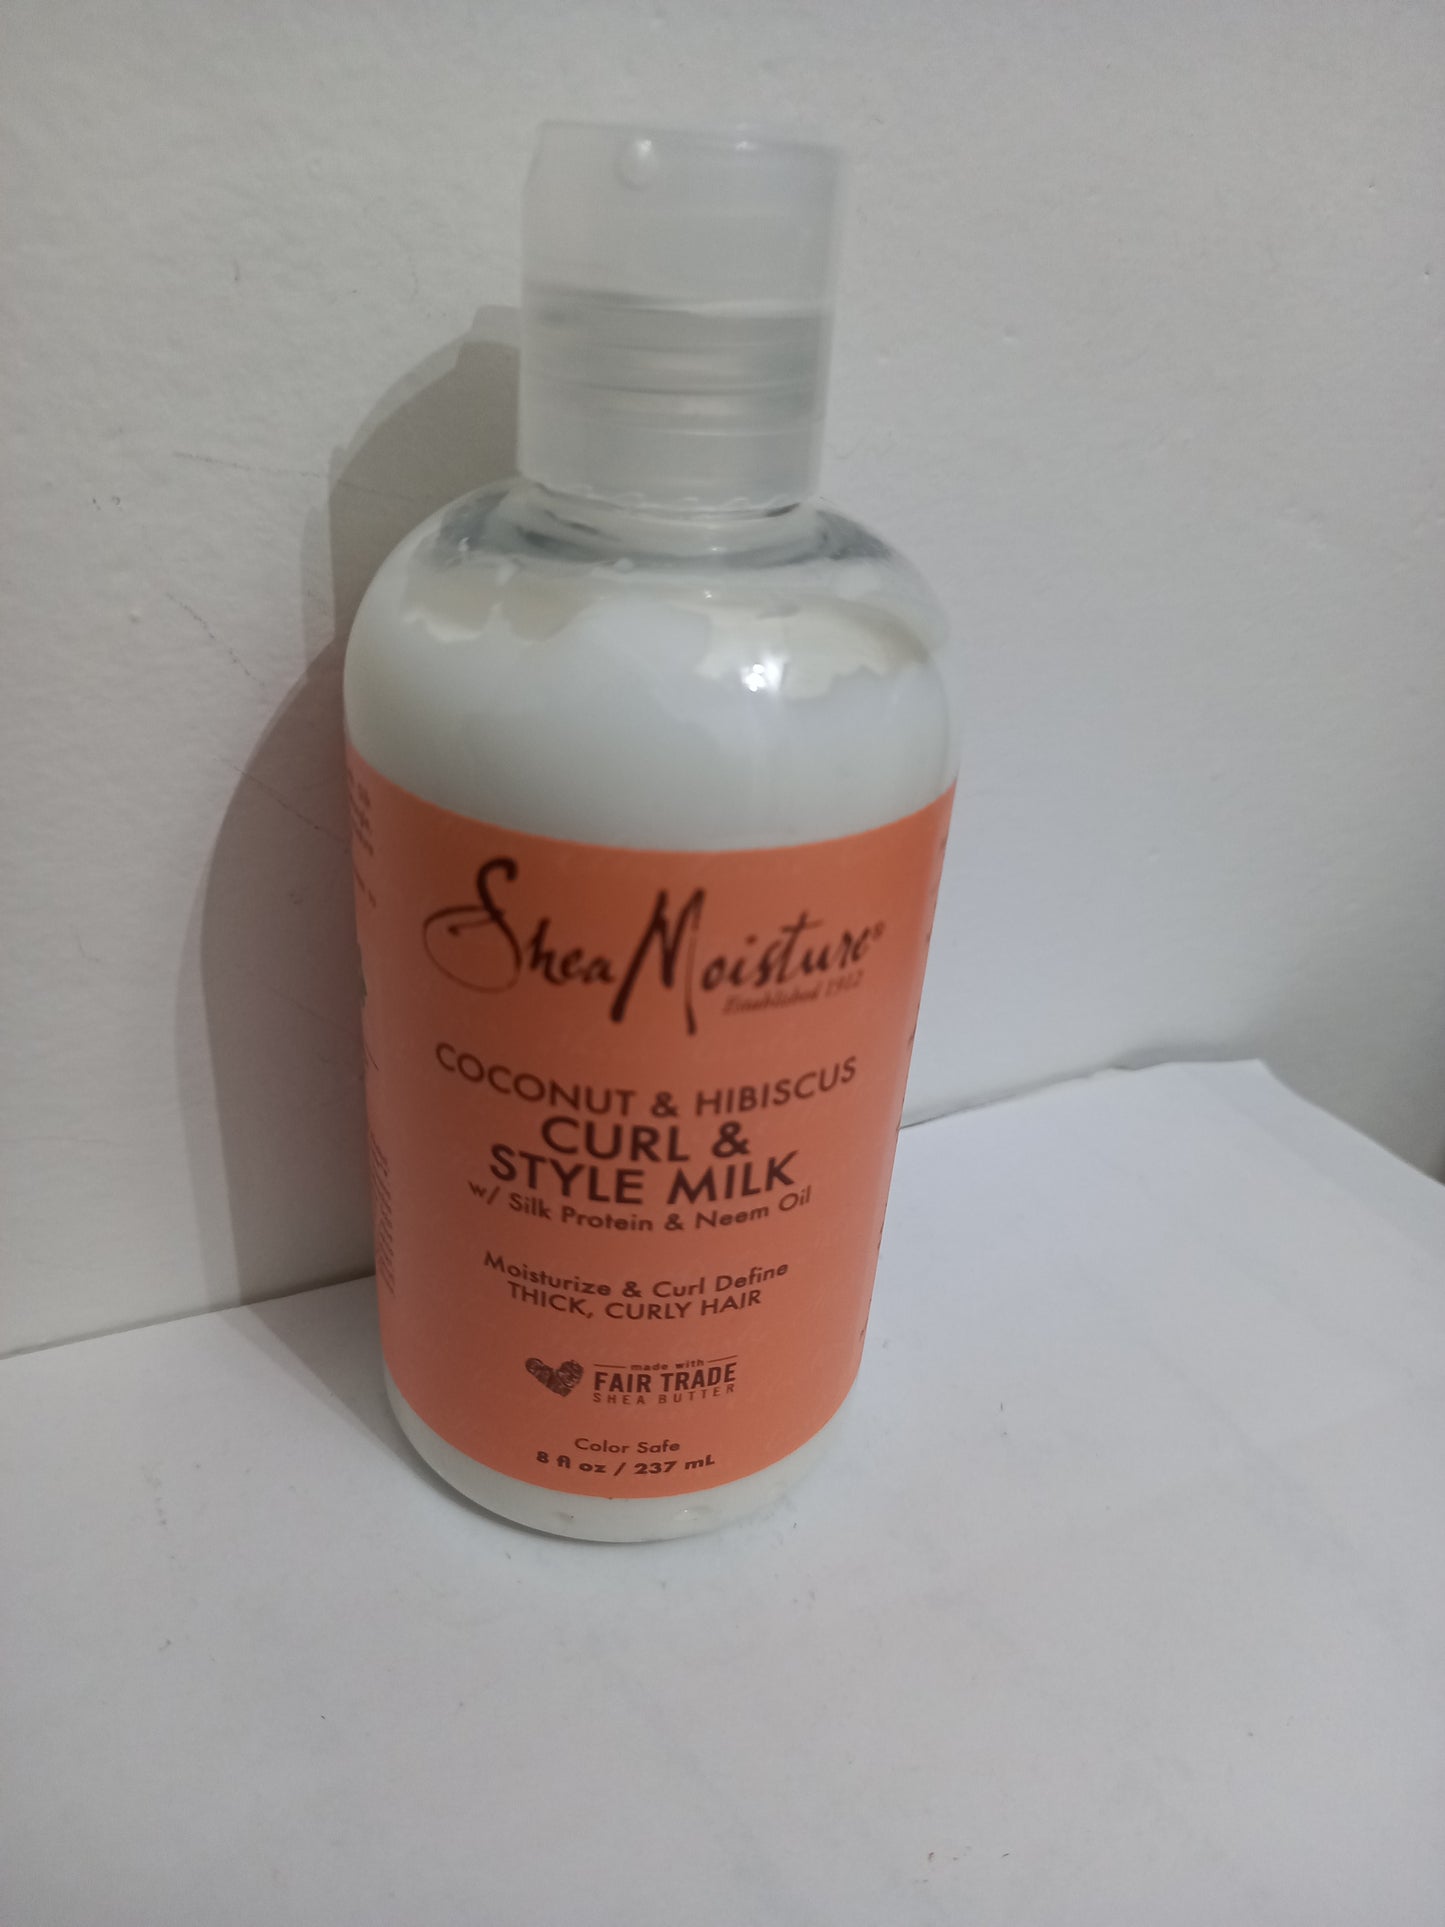 SheaMoisture®
Established 1912
COCONUT & HIBISCUS
CURL &
STYLE MILK
w/ Silk Protein & Neem Oil
Moisturize & Curl Define
THICK, CURLY HAIR
made with
FAIR TRADE
SHEA BUTTER
Color Safe
8 fl oz / 237 mL